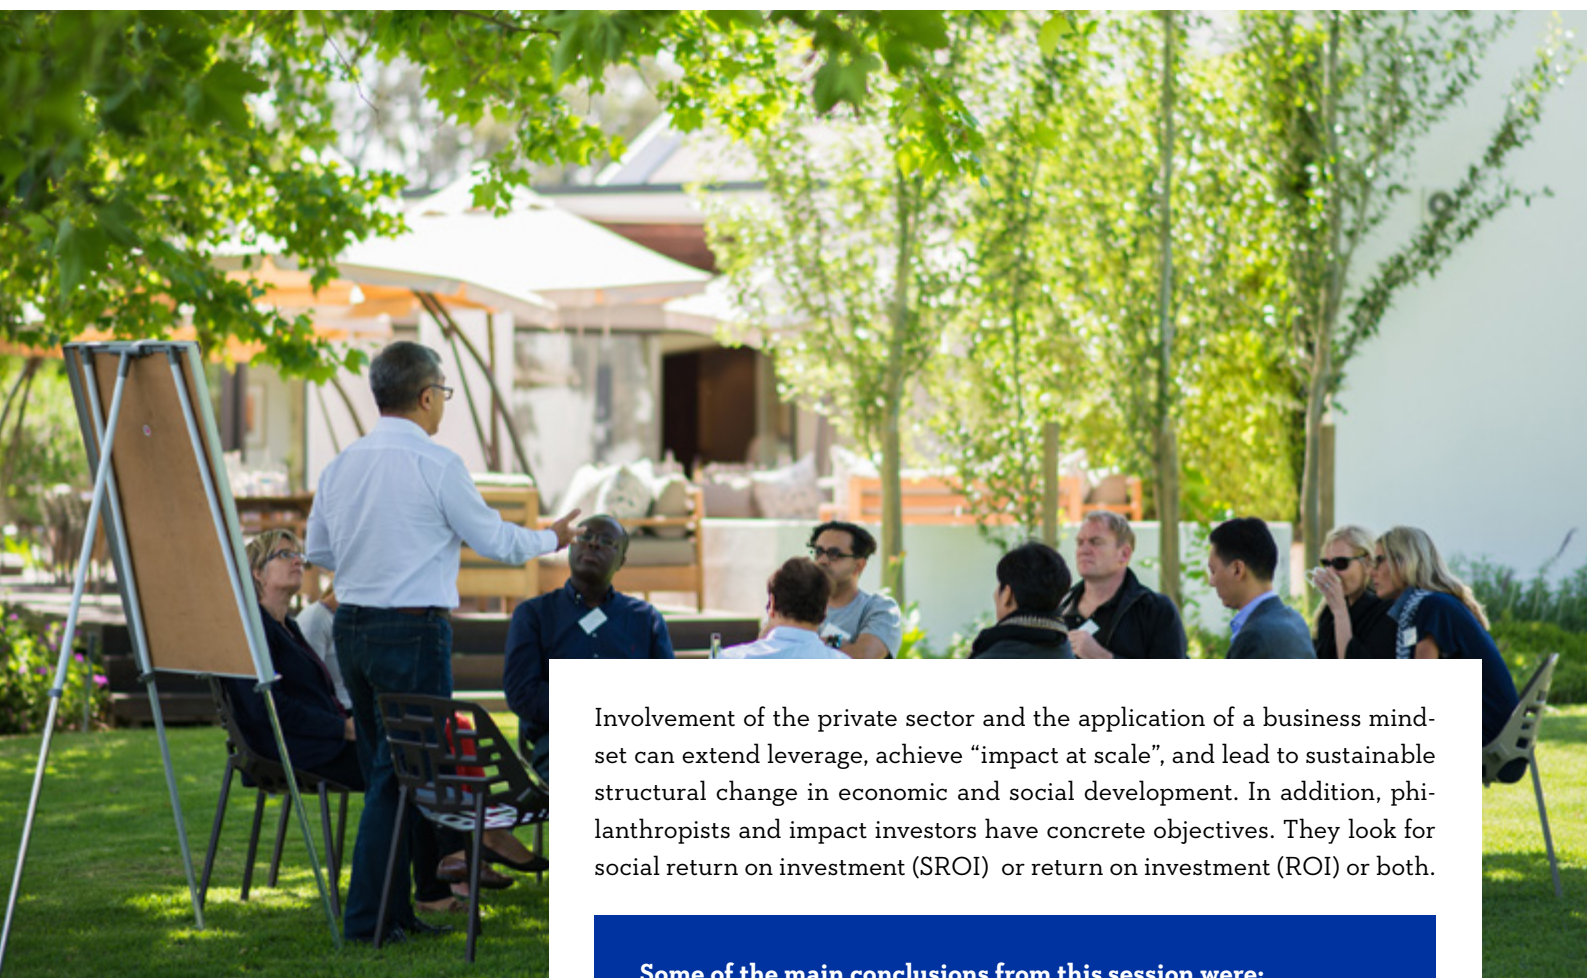 Involvement of the private sector and the application of a business mind-
set can extend leverage, achieve “impact at scale”, and lead to sustainable
structural change in economic and social development. In addition, phi-
lanthropists and impact investors have concrete objectives. They look for
social return on investment (SROI)  or return on investment (ROI) or both.
Some of the main conclusions from this session were: